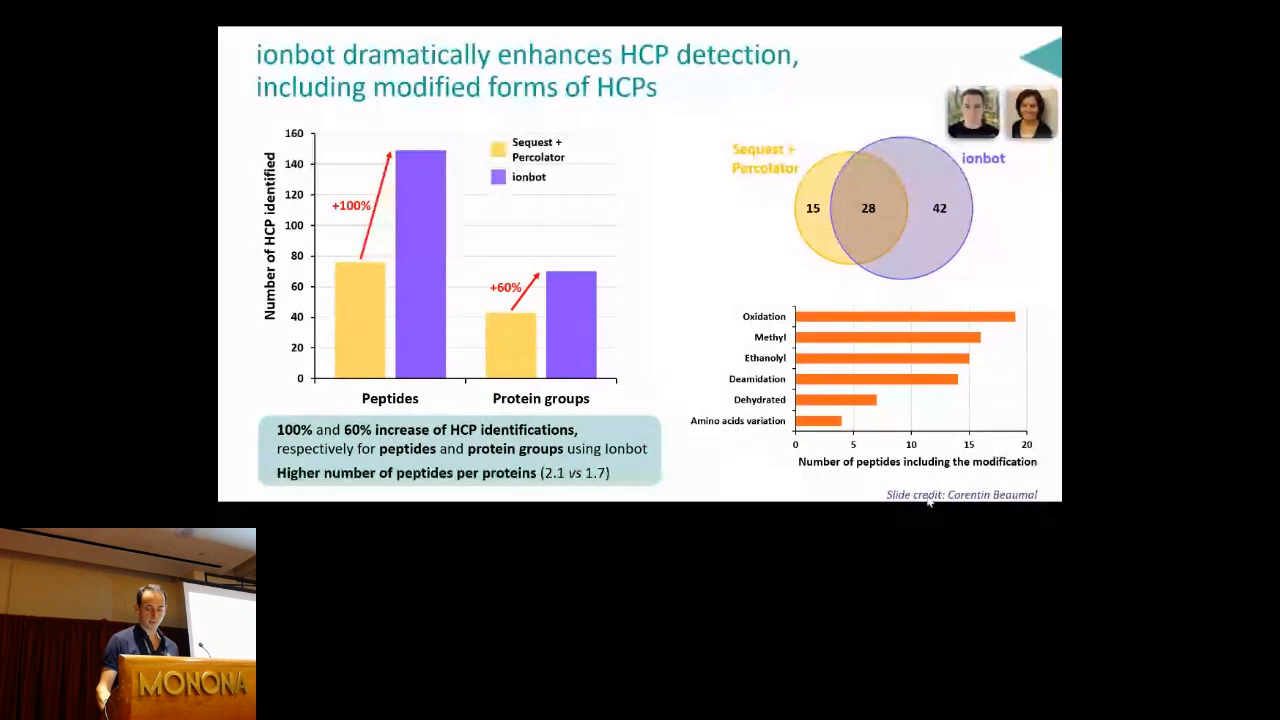 ionbot dramatically enhances HCP detection,
including modified forms of HCPs
Number of HCP identified
160
140
120
100
80
60
40
20
0
Sequest +
Percolator
ionbot
+100%
+60%
Peptides
Protein groups
100% and 60% increase of HCP identifications,
respectively for peptides and protein groups using Ionbot
Higher number of peptides per proteins (2.1 vs 1.7)
Sequest +
Percolator
ionbot
15
28
42
Oxidation
Methyl
Ethanolyl
Deamidation
Dehydrated
Amino acids variation
0 5 10 15 20
Number of peptides including the modification
Slide credit: Corentin Beaumal
MONONA